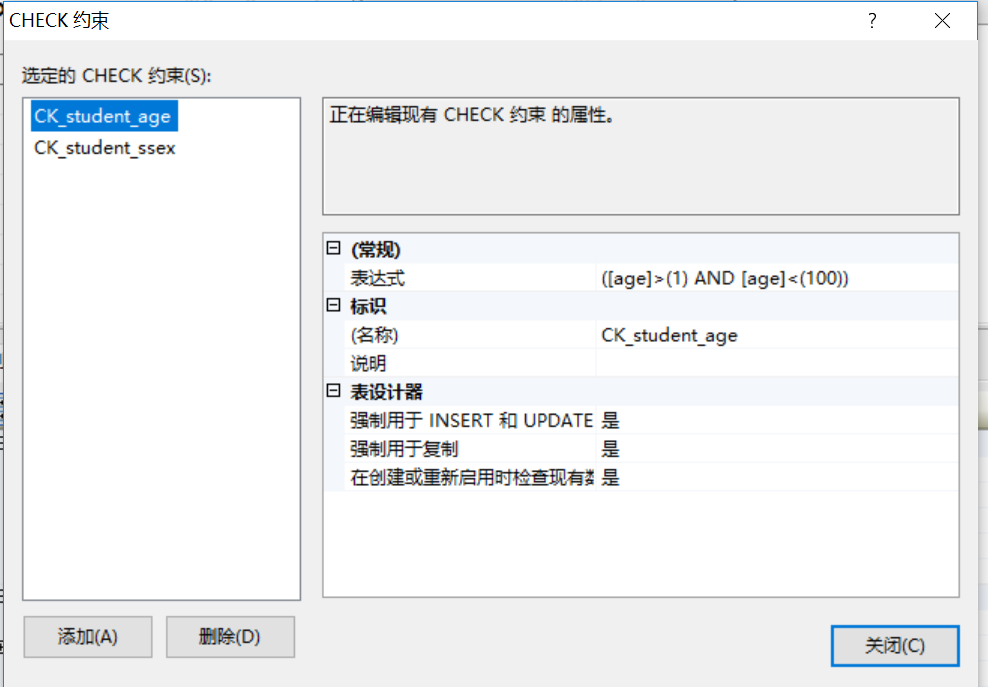 CHECK 约束
选定的 CHECK 约束(S):
CK_student_age
CK_student_ssex
正在编辑现有 CHECK 约束 的属性。
(常规)
表达式 ([age]>(1) AND [age]<(100))
标识
(名称) CK_student_age
说明
表设计器
强制用于 INSERT 和 UPDATE 是
强制用于复制 是
在创建或重新启用时检查现有 是
添加(A) 删除(D)
关闭(C)